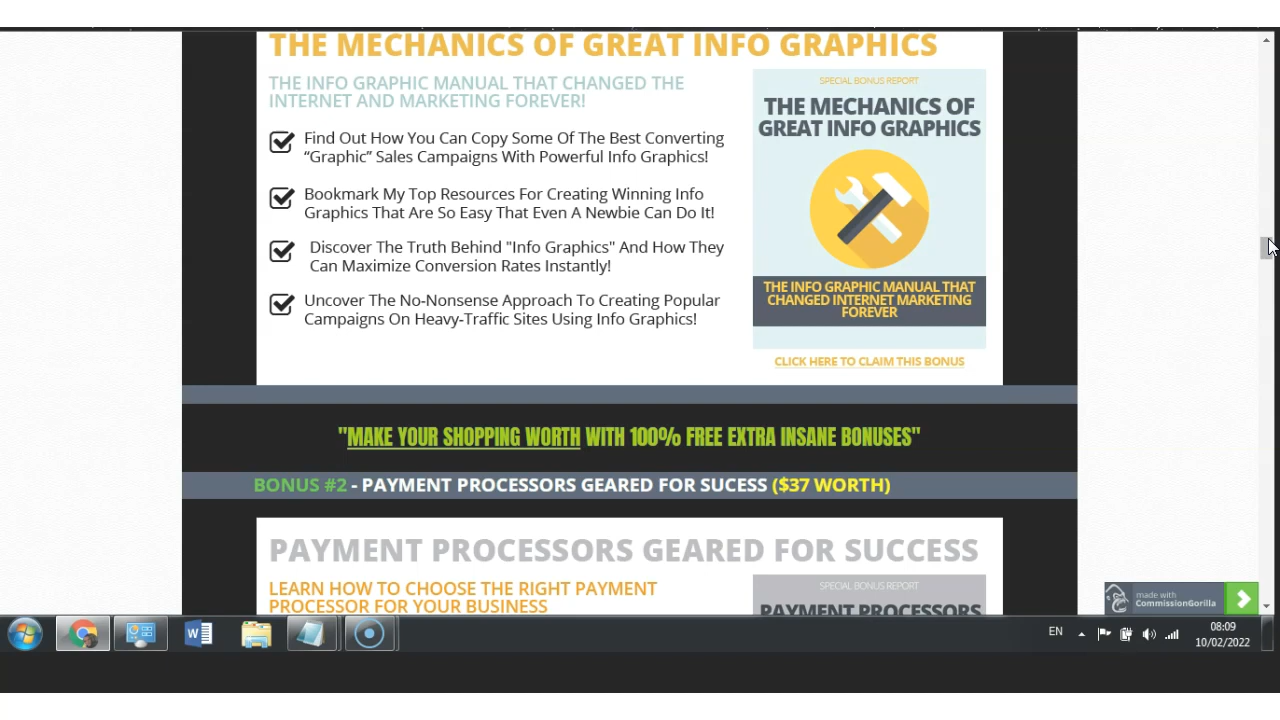 THE MECHANICS OF GREAT INFO GRAPHICS
THE INFO GRAPHIC MANUAL THAT CHANGED THE
INTERNET AND MARKETING FOREVER!
Find Out How You Can Copy Some Of The Best Converting
“Graphic” Sales Campaigns With Powerful Info Graphics!
Bookmark My Top Resources For Creating Winning Info
Graphics That Are So Easy That Even A Newbie Can Do It!
Discover The Truth Behind "Info Graphics" And How They
Can Maximize Conversion Rates Instantly!
Uncover The No-Nonsense Approach To Creating Popular
Campaigns On Heavy-Traffic Sites Using Info Graphics!
SPECIAL BONUS REPORT
THE MECHANICS OF
GREAT INFO GRAPHICS
THE INFO GRAPHIC MANUAL THAT
CHANGED INTERNET MARKETING
FOREVER
CLICK HERE TO CLAIM THIS BONUS
"MAKE YOUR SHOPPING WORTH WITH 100% FREE EXTRA INSANE BONUSES"
BONUS #2 - PAYMENT PROCESSORS GEARED FOR SUCESS ($37 WORTH)
PAYMENT PROCESSORS GEARED FOR SUCCESS
LEARN HOW TO CHOOSE THE RIGHT PAYMENT
PROCESSOR FOR YOUR BUSINESS
SPECIAL BONUS REPORT
PAYMENT PROCESSORS
made with
CommissionGorilla
EN
08:09
10/02/2022